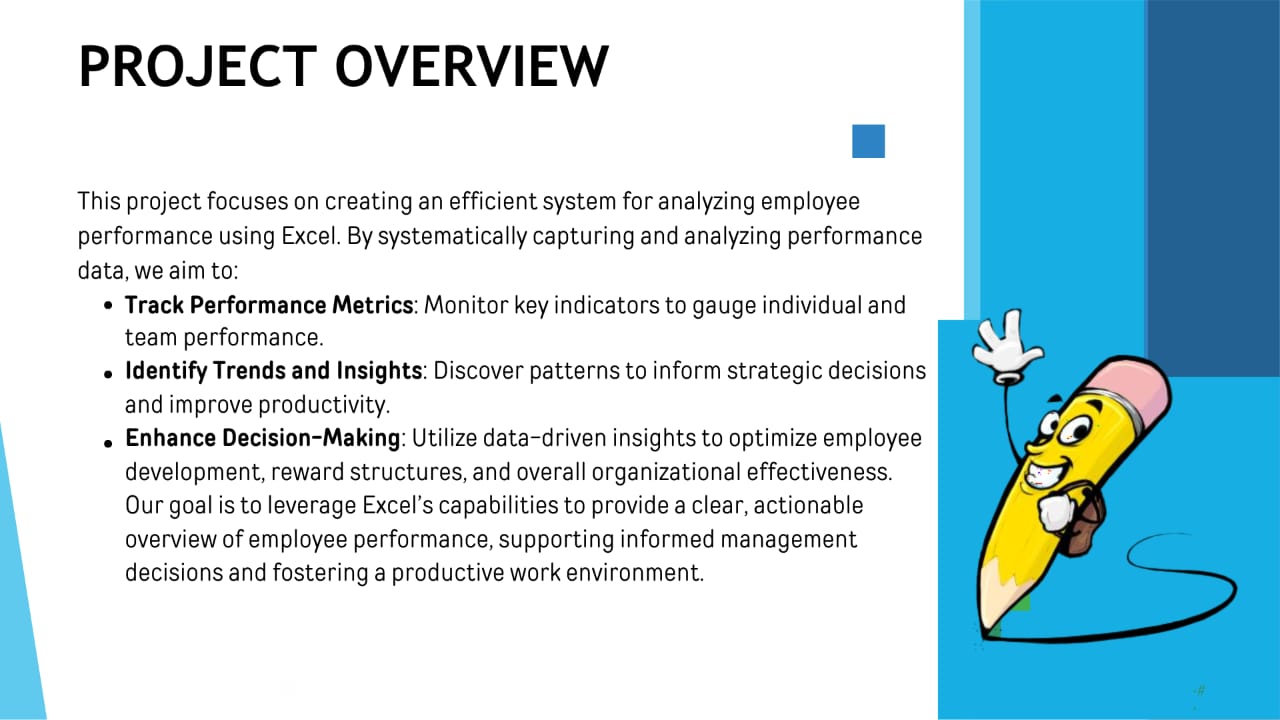 PROJECT OVERVIEW
This project focuses on creating an efficient system for analyzing employee
performance using Excel. By systematically capturing and analyzing performance
data, we aim to:
• Track Performance Metrics: Monitor key indicators to gauge individual and
team performance.
• Identify Trends and Insights: Discover patterns to inform strategic decisions
and improve productivity.
• Enhance Decision-Making: Utilize data-driven insights to optimize employee
development, reward structures, and overall organizational effectiveness.
Our goal is to leverage Excel’s capabilities to provide a clear, actionable
overview of employee performance, supporting informed management
decisions and fostering a productive work environment.